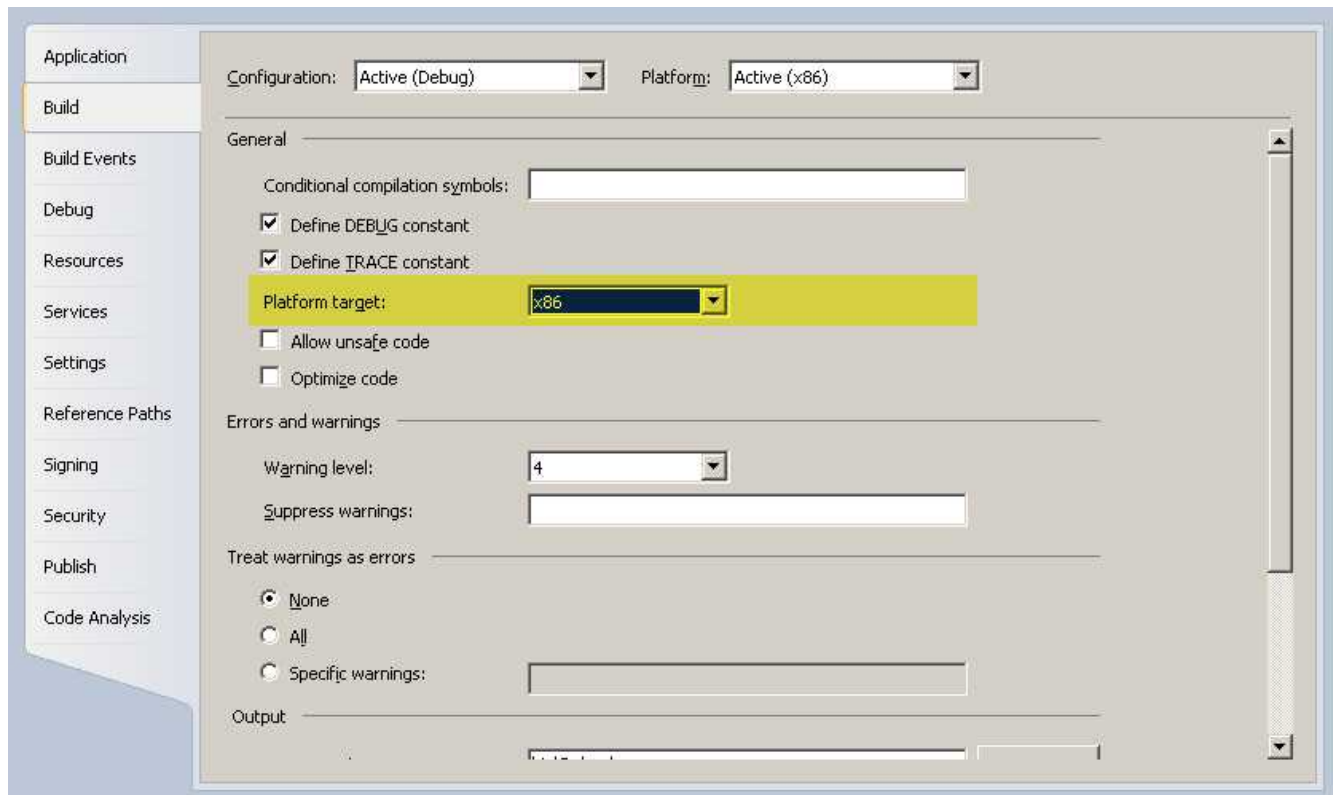 Application
Build
Build Events
Debug
Resources
Services
Settings
Reference Paths
Signing
Security
Publish
Code Analysis
Configuration: Active (Debug) Platform: Active (x86)
General
Conditional compilation symbols:
Define DEBUG constant
Define TRACE constant
Platform target: x86
Allow unsafe code
Optimize code
Errors and warnings
Warning level: 4
Suppress warnings:
Treat warnings as errors
None
All
Specific warnings:
Output